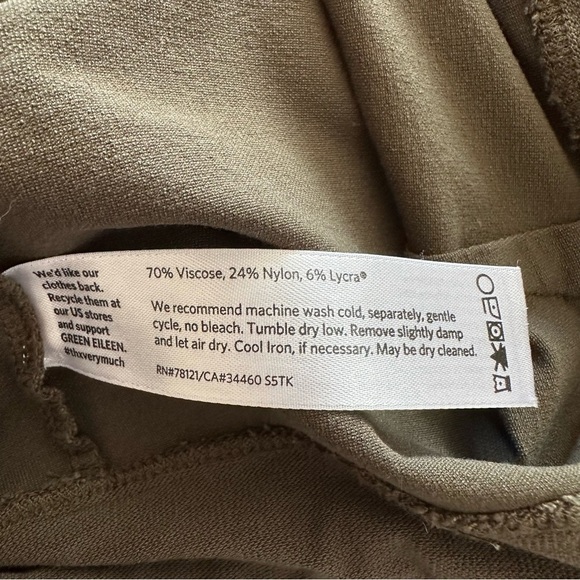 We'd like our
clothes back.
Recycle them at
our US stores
and support
GREEN EILEEN.
#thxverymuch
70% Viscose, 24% Nylon, 6% Lycra®
We recommend machine wash cold, separately, gentle
cycle, no bleach. Tumble dry low. Remove slightly damp
and let air dry. Cool Iron, if necessary. May be dry cleaned.
RN#78121/CA#34460 S5TK